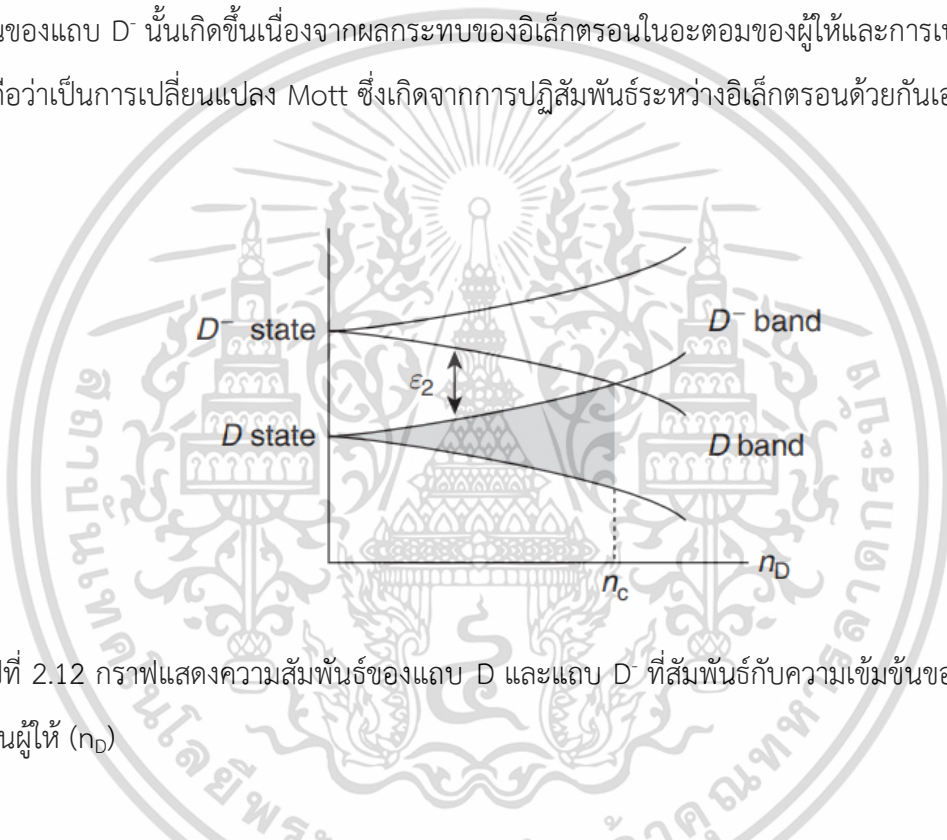 นของแถบ D⁻ นั้นเกิดขึ้นเนื่องจากผลกระทบของอิเล็กตรอนในอะตอมของผู้ให้และการเป
ถือว่าเป็นการเปลี่ยนแปลง Mott ซึ่งเกิดจากการปฏิสัมพันธ์ระหว่างอิเล็กตรอนด้วยกันเอ
D⁻ state
D⁻ band
ε₂
D state
D band
n_D
n_c
ที่ 2.12 กราฟแสดงความสัมพันธ์ของแถบ D และแถบ D⁻ ที่สัมพันธ์กับความเข้มข้นขอ
นผู้ให้ (n_D)